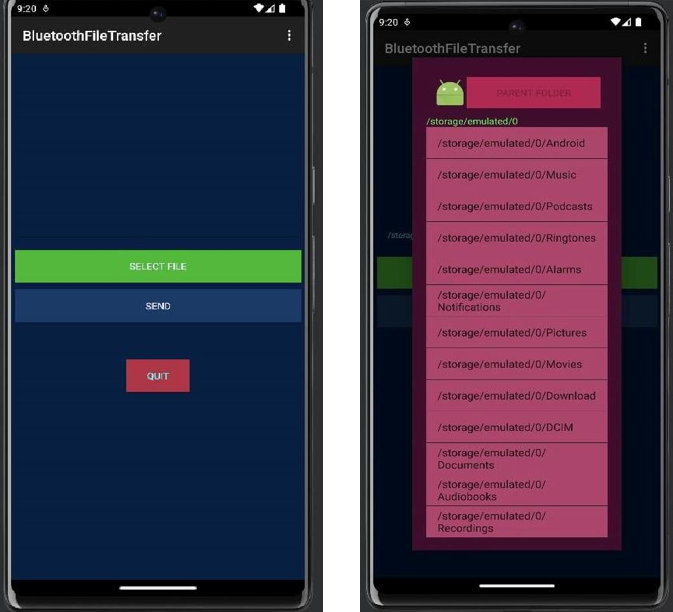 9:20
BluetoothFileTransfer
SELECT FILE
SEND
QUIT
9:20
BluetoothFileTransfer
PARENT FOLDER
/storage/emulated/0
/storage/emulated/0/Android
/storage/emulated/0/Music
/storage/emulated/0/Podcasts
/storage/emulated/0/Ringtones
/storage/emulated/0/Alarms
/storage/emulated/0/
Notifications
/storage/emulated/0/Pictures
/storage/emulated/0/Movies
/storage/emulated/0/Download
/storage/emulated/0/DCIM
/storage/emulated/0/
Documents
/storage/emulated/0/
Audiobooks
/storage/emulated/0/
Recordings